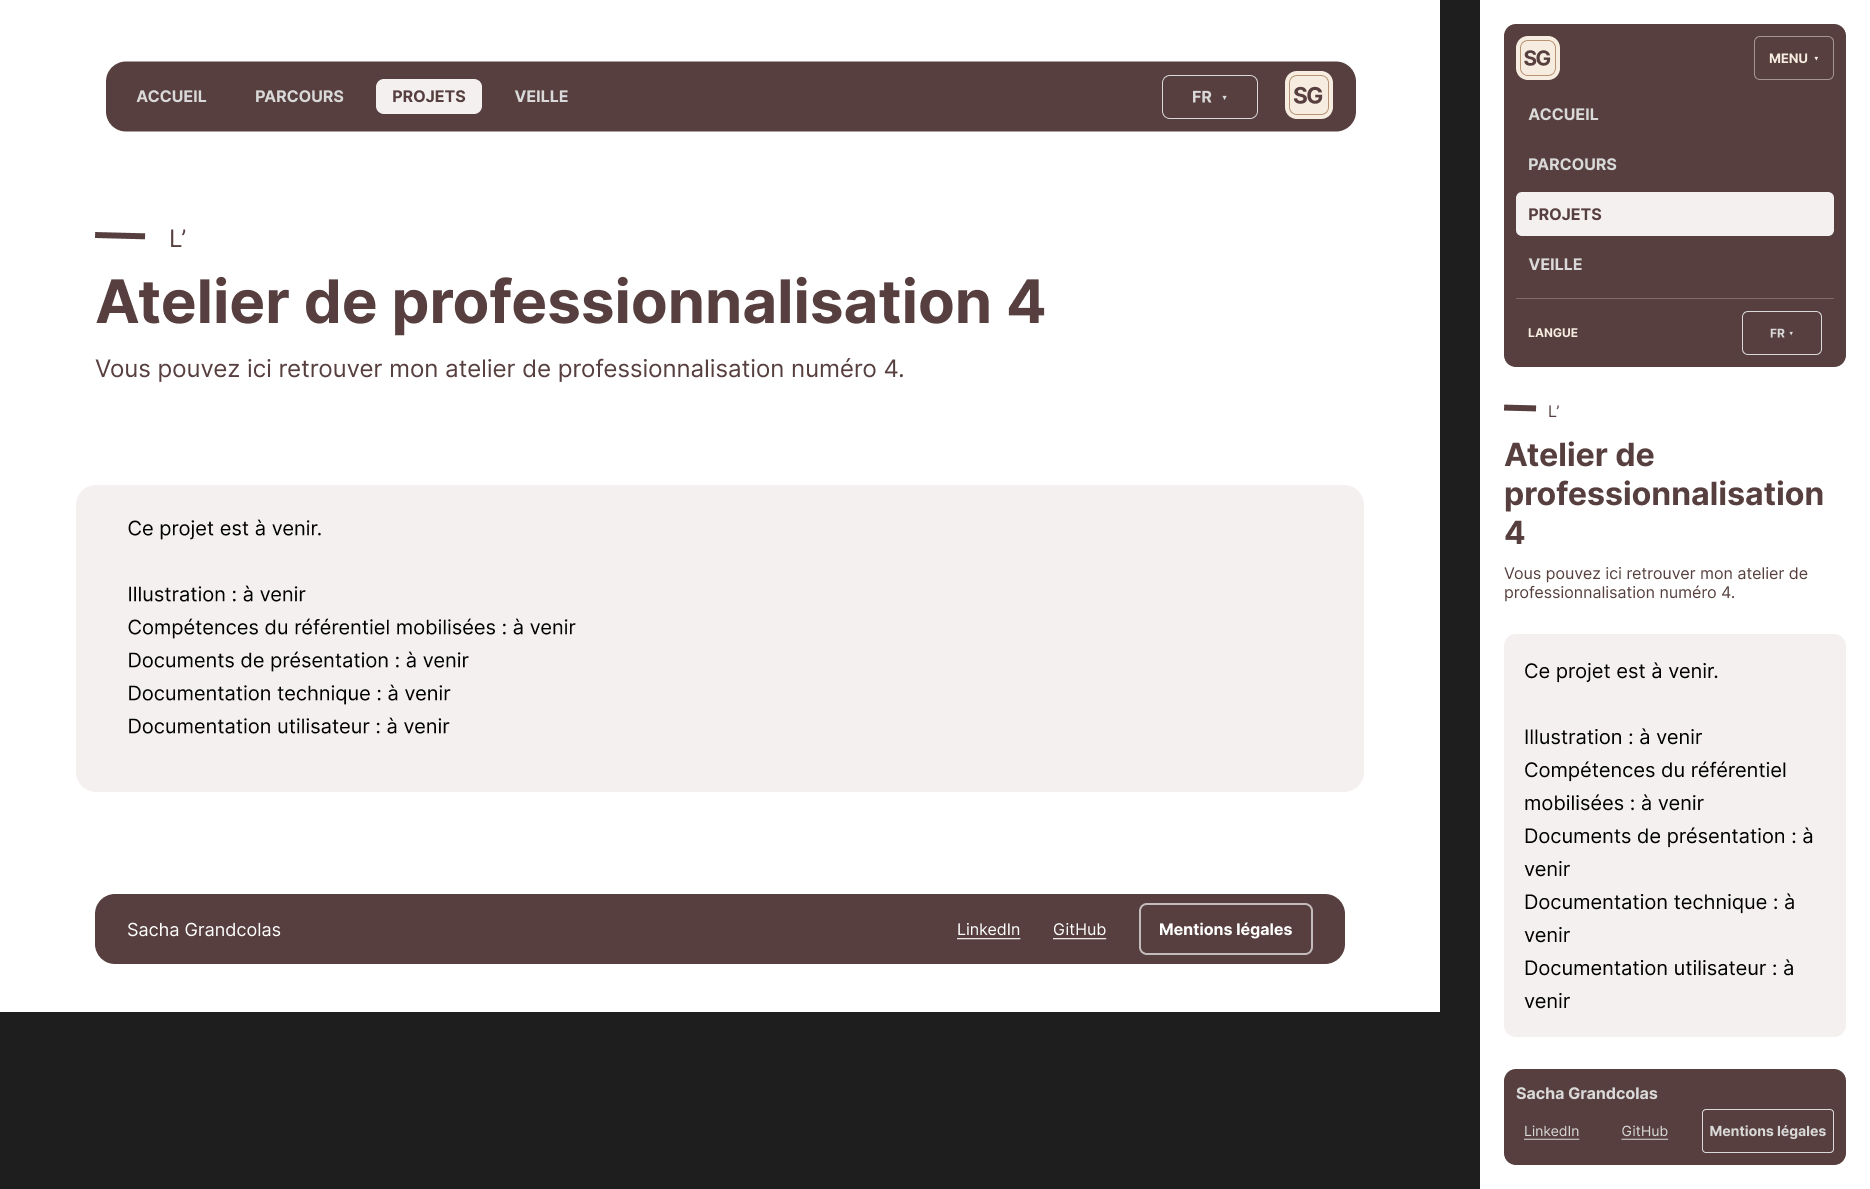 ACCUEIL PARCOURS PROJETS VEILLE FR SG
L’
Atelier de professionnalisation 4
Vous pouvez ici retrouver mon atelier de professionnalisation numéro 4.
Ce projet est à venir.
Illustration : à venir
Compétences du référentiel mobilisées : à venir
Documents de présentation : à venir
Documentation technique : à venir
Documentation utilisateur : à venir
Sacha Grandcolas LinkedIn GitHub Mentions légales
SG MENU
ACCUEIL
PARCOURS
PROJETS
VEILLE
LANGUE FR
L’
Atelier de
professionnalisation
4
Vous pouvez ici retrouver mon atelier de
professionnalisation numéro 4.
Ce projet est à venir.
Illustration : à venir
Compétences du référentiel
mobilisées : à venir
Documents de présentation : à
venir
Documentation technique : à
venir
Documentation utilisateur : à
venir
Sacha Grandcolas
LinkedIn GitHub Mentions légales